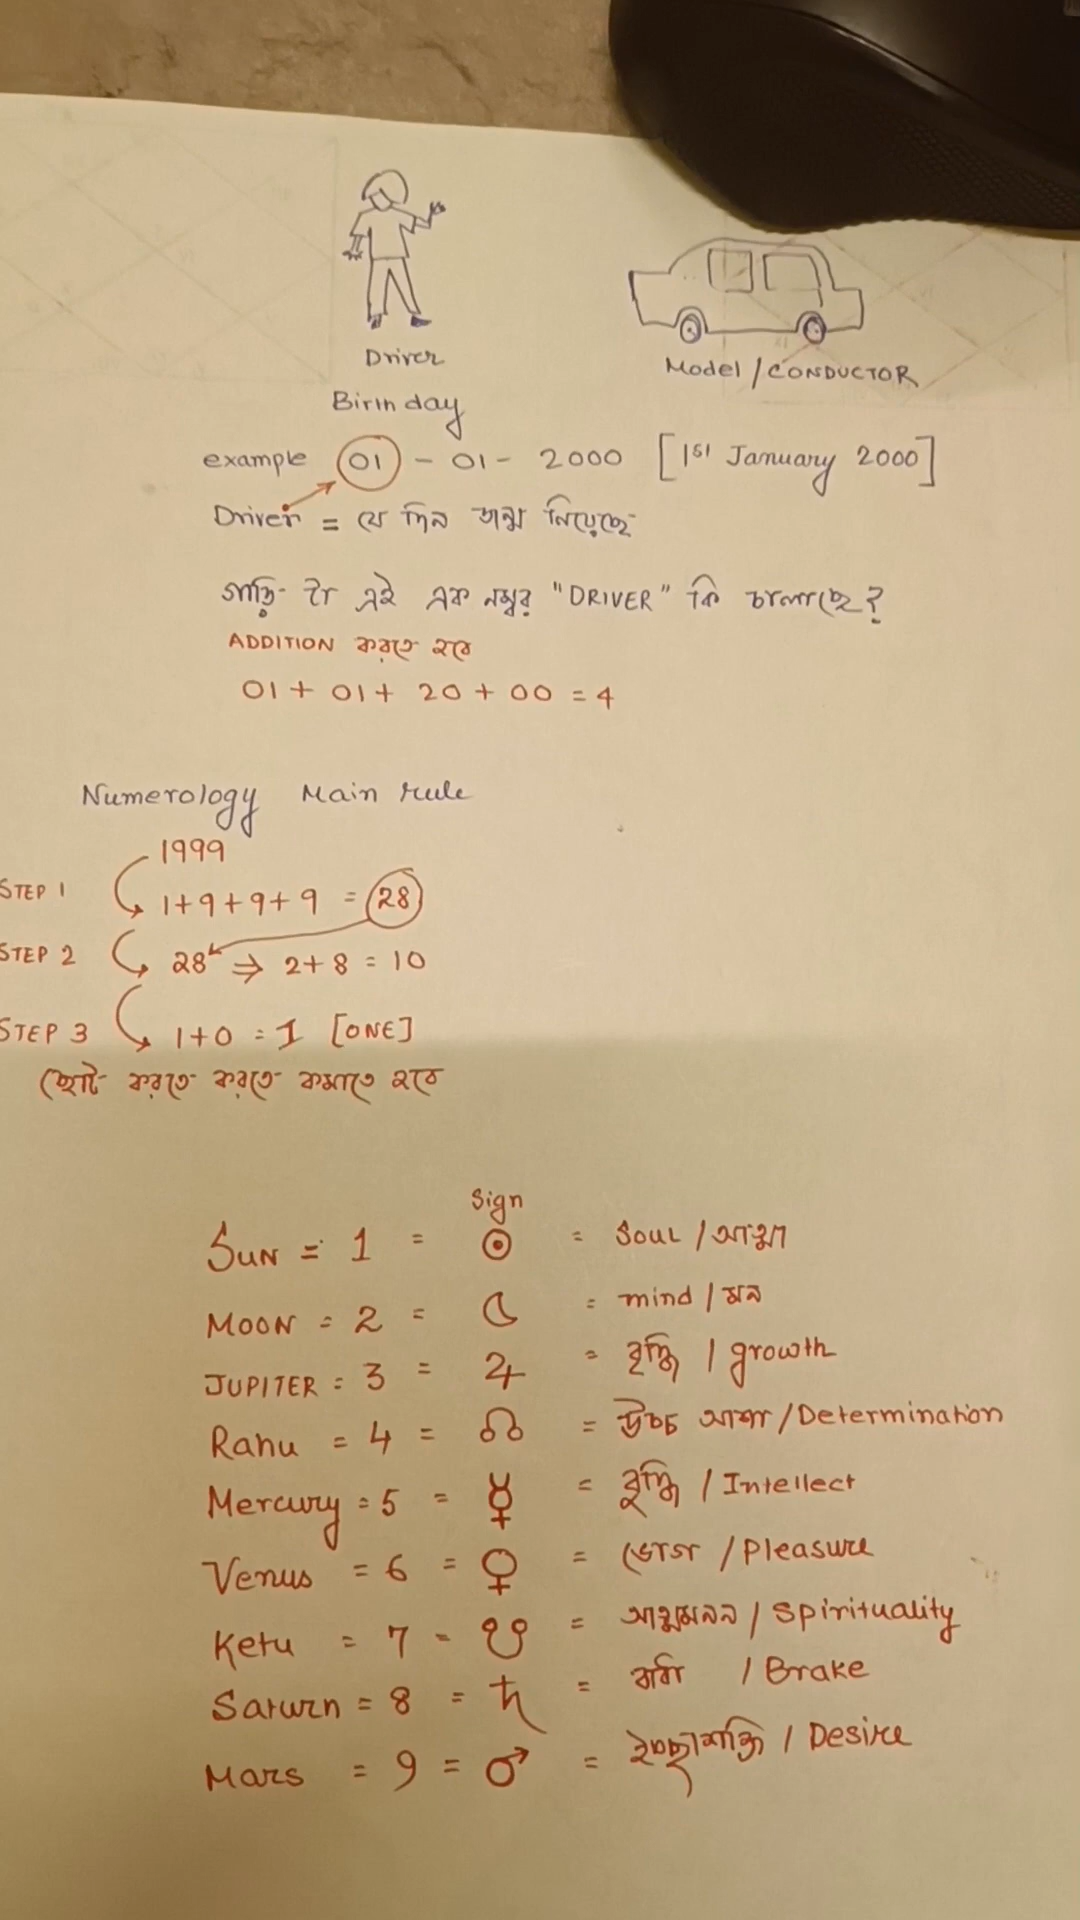 Driver
Model / CONDUCTOR
Birthday
example 01 - 01 - 2000 [1st January 2000]
Driver = যে দিন জন্ম নিয়েছে
গাড়ি টা এই এক নম্বর "DRIVER" কি চালাচ্ছে?
ADDITION করতে হবে
01 + 01 + 20 + 00 = 4
Numerology Main rule
1999
STEP 1 1+9+9+9 = 28
STEP 2 28 ⇒ 2+8 = 10
STEP 3 1+0 = 1 [ONE]
ছোট করতে করতে কমাতে হবে
Sign
SUN = 1 = ☉ = Soul / আত্মা
MOON = 2 = ☾ = mind / মন
JUPITER = 3 = ♃ = বৃদ্ধি / growth
Rahu = 4 = ☊ = উচ্চ আশা / Determination
Mercury = 5 = ☿ = বুদ্ধি / Intellect
Venus = 6 = ♀ = ভোগ / Pleasure
Ketu = 7 = ☋ = আত্মমনন / Spirituality
Saturn = 8 = ♄ = / Brake
Mars = 9 = ♂ = ইচ্ছাশক্তি / Desire